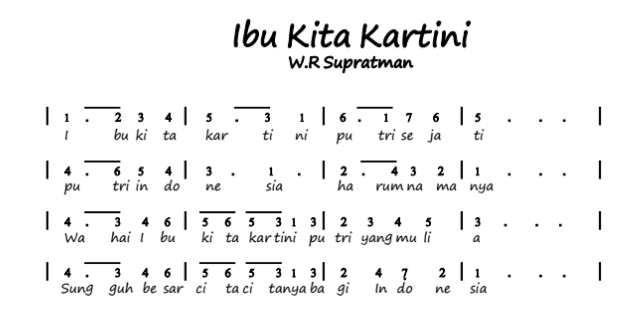 Ibu Kita Kartini
W.R Supratman
| 1 . 2 3 4 | 5 . 3 1 | 6 . 1 7 6 | 5 . . . |
I bu ki ta kar ti ni pu tri se ja ti
| 4 . 6 5 4 | 3 . 1 . | 2 . 4 3 2 | 1 . . . |
pu tri in do ne sia ha rum na ma nya
| 4 . 3 4 6 | 5 6 5 3 1 3 | 2 3 4 5 | 3 . . . |
Wa hai I bu ki ta kar tini pu tri yang mu li a
| 4 . 3 4 6 | 5 6 5 3 1 3 | 2 4 7̣ 2 | 1 . . . |
Sung guh be sar ci ta ci tanya ba gi In do ne sia